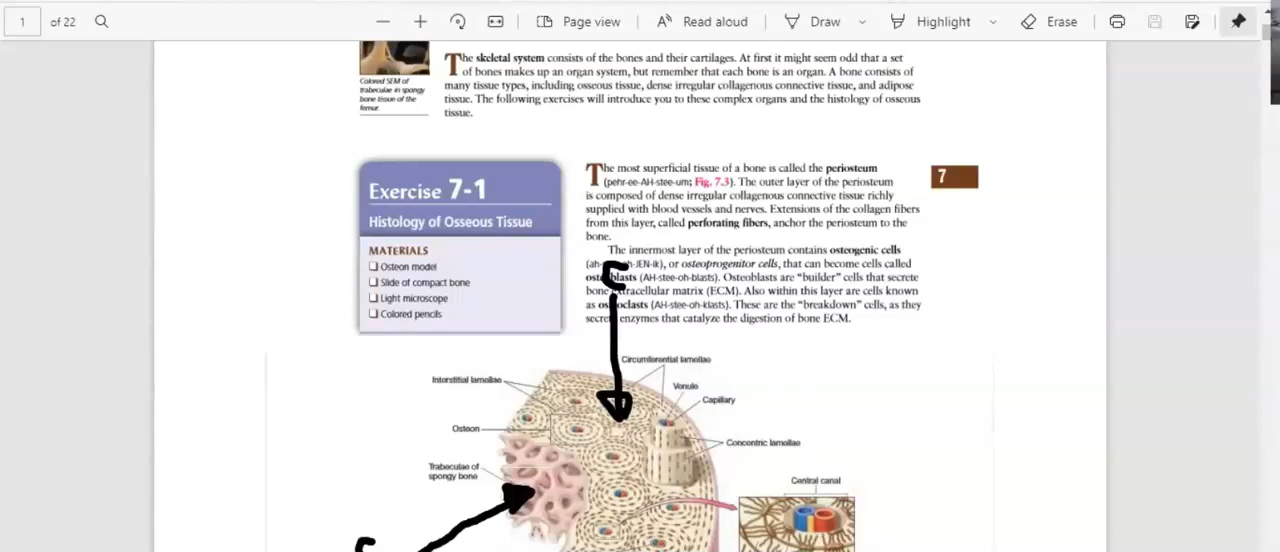 1 of 22 Page view Read aloud Draw Highlight Erase
The skeletal system consists of the bones and their cartilages. At first it might seem odd that a set
of bones makes up an organ system, but remember that each bone is an organ. A bone consists of
many tissue types, including osseous tissue, dense irregular collagenous connective tissue, and adipose
tissue. The following exercises will introduce you to these complex organs and the histology of osseous
tissue.
Colored SEM of
trabeculae in spongy
bone tissue of the
femur.
Exercise 7-1
Histology of Osseous Tissue
MATERIALS
Osteon model
Slide of compact bone
Light microscope
Colored pencils
The most superficial tissue of a bone is called the periosteum
(pehr-ee-AH-stee-um; Fig. 7.3). The outer layer of the periosteum
is composed of dense irregular collagenous connective tissue richly
supplied with blood vessels and nerves. Extensions of the collagen fibers
from this layer, called perforating fibers, anchor the periosteum to the
bone.
The innermost layer of the periosteum contains osteogenic cells
JEN-ik), or osteoprogenitor cells, that can become cells called
(AH-stee-oh-blasts). Osteoblasts are "builder" cells that secrete
bone extracellular matrix (ECM). Also within this layer are cells known
as osteoclasts (AH-stee-oh-klasts). These are the "breakdown" cells, as they
secrete enzymes that catalyze the digestion of bone ECM.
7
Circumferential lamellae
Interstitial lamellae
Venule
Capillary
Osteon
Concentric lamellae
Trabeculae of
spongy bone
Central canal